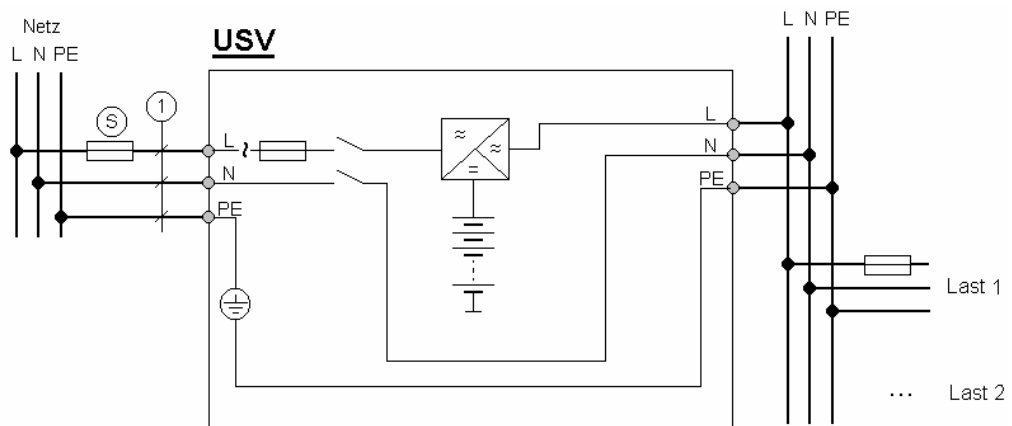 Netz
L N PE
USV
L N PE
S
1
L
N
PE
≈
≈
=
L
N
PE
Last 1
... Last 2